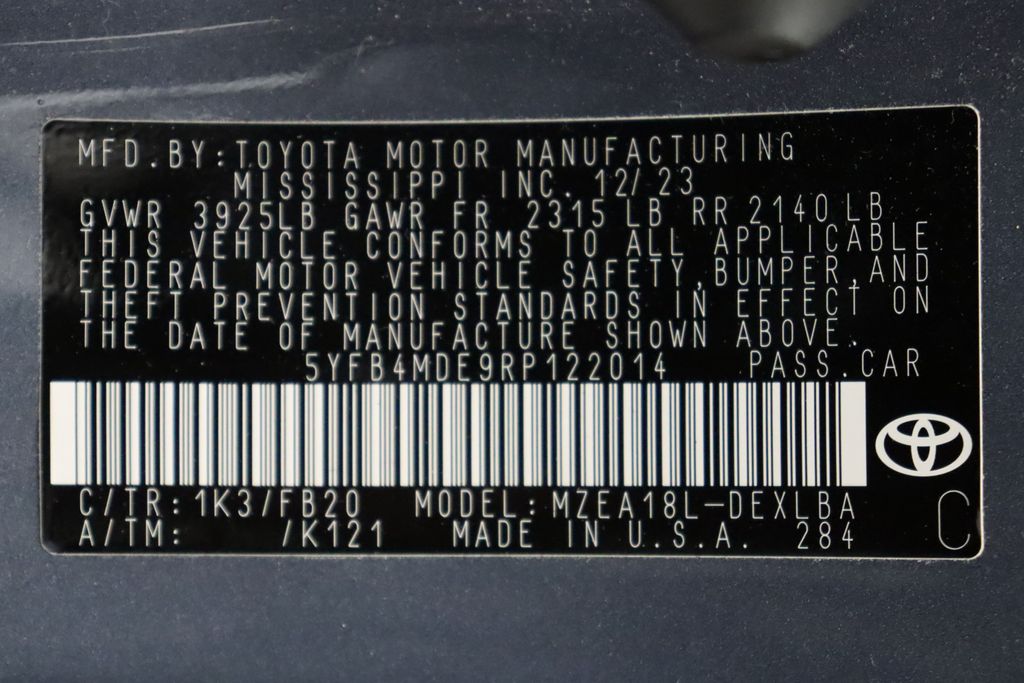 MFD.BY:TOYOTA MOTOR MANUFACTURING
MISSISSIPPI INC. 12/23
GVWR 3925LB GAWR FR 2315LB RR 2140LB
THIS VEHICLE CONFORMS TO ALL APPLICABLE
FEDERAL MOTOR VEHICLE SAFETY,BUMPER,AND
THEFT PREVENTION STANDARDS IN EFFECT ON
THE DATE OF MANUFACTURE SHOWN ABOVE.
5YFB4MDE9RP122014 PASS.CAR
C/TR:1K3/FB20 MODEL:MZEA18L-DEXLBA
A/TM: /K121 MADE IN U.S.A. 284
C